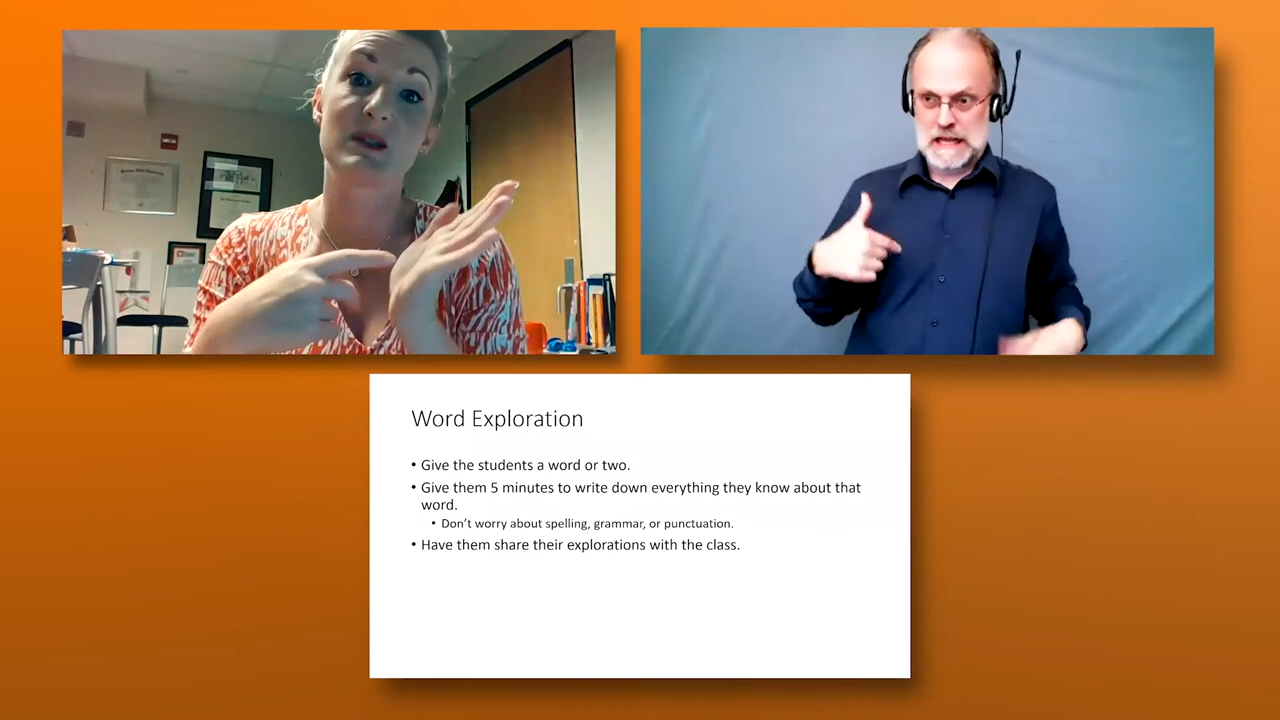 Word Exploration
• Give the students a word or two.
• Give them 5 minutes to write down everything they know about that
word.
• Don't worry about spelling, grammar, or punctuation.
• Have them share their explorations with the class.